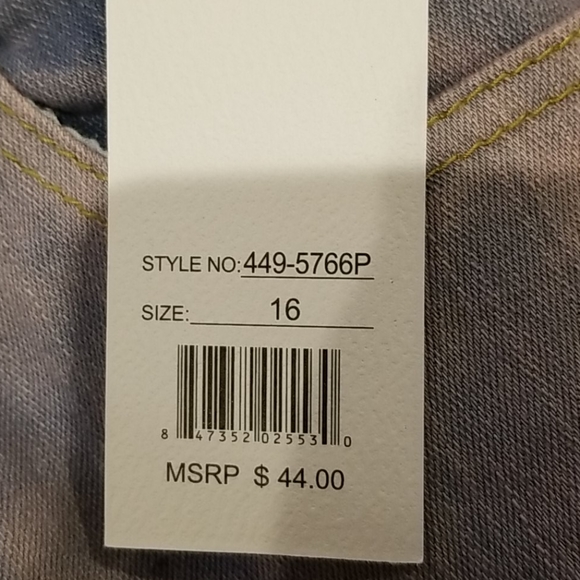 STYLE NO: 449-5766P
SIZE: 16
8 47352 02553 0
MSRP $ 44.00